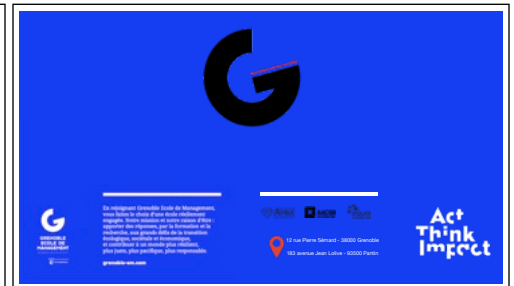 GRENOBLE
ECOLE DE
MANAGEMENT
En rejoignant Grenoble Ecole de Management,
vous faites le choix d'une école réellement
engagée. Notre mission et notre raison d'être :
apporter des réponses, par la formation et la
recherche, aux grands défis de la transition
écologique, sociétale et économique,
et contribuer à un monde plus résilient,
plus juste, plus pacifique, plus responsable.
grenoble-em.com
12 rue Pierre Sémard - 38000 Grenoble
183 avenue Jean Lolive - 93500 Pantin
Act
Think
Impact